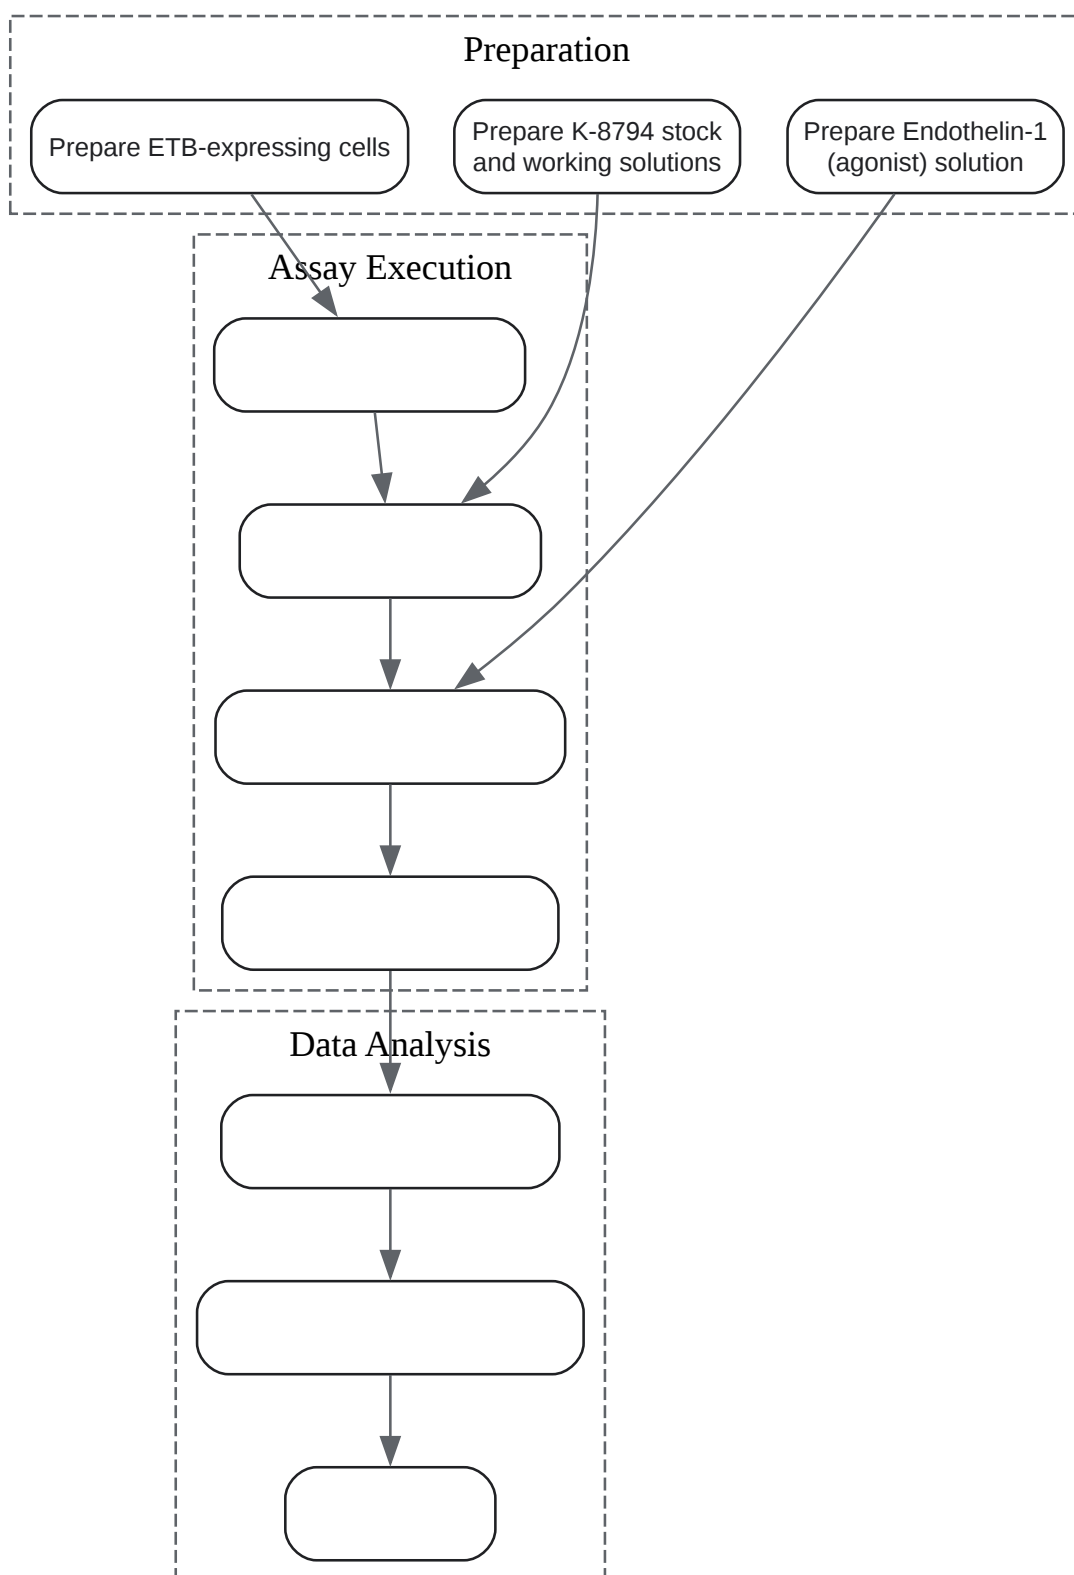 Preparation
Prepare ETB-expressing cells
Prepare K-8794 stock
and working solutions
Prepare Endothelin-1
(agonist) solution
Assay Execution
Data Analysis